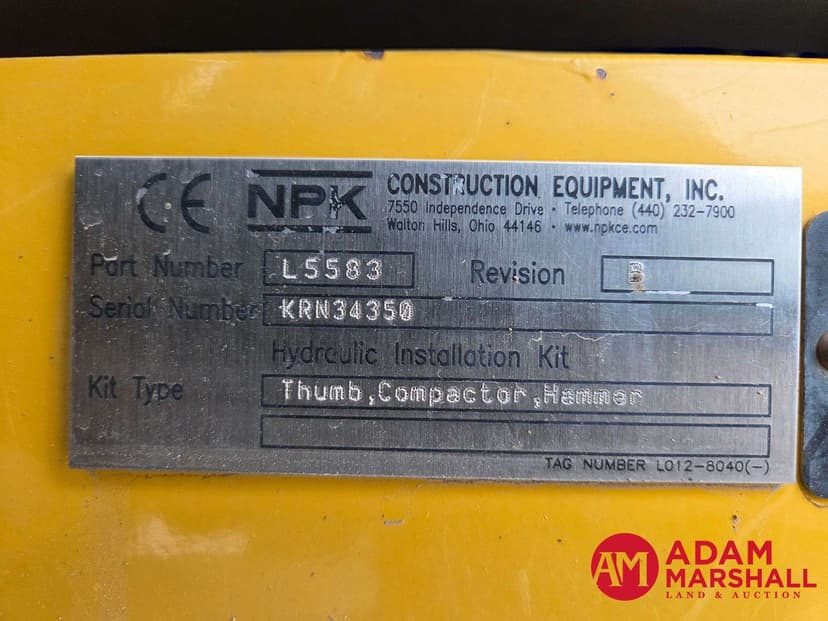 CE NPK CONSTRUCTION EQUIPMENT, INC.
7550 Independence Drive • Telephone (440) 232-7900
Walton Hills, Ohio 44146 • www.npkce.com
Part Number L5583 Revision B
Serial Number KRN34350
Hydraulic Installation Kit
Kit Type Thumb,Compactor,Hammer
TAG NUMBER L012-8040(-)
AM ADAM
MARSHALL
LAND & AUCTION